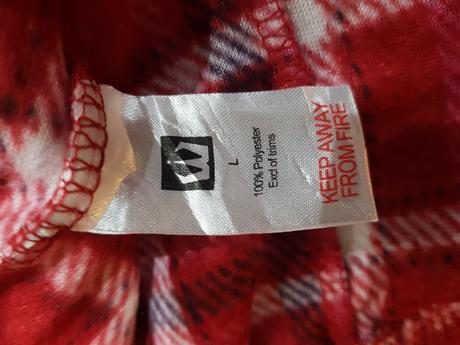 W
L
100% Polyester
Excl of trims
KEEP AWAY
FROM FIRE